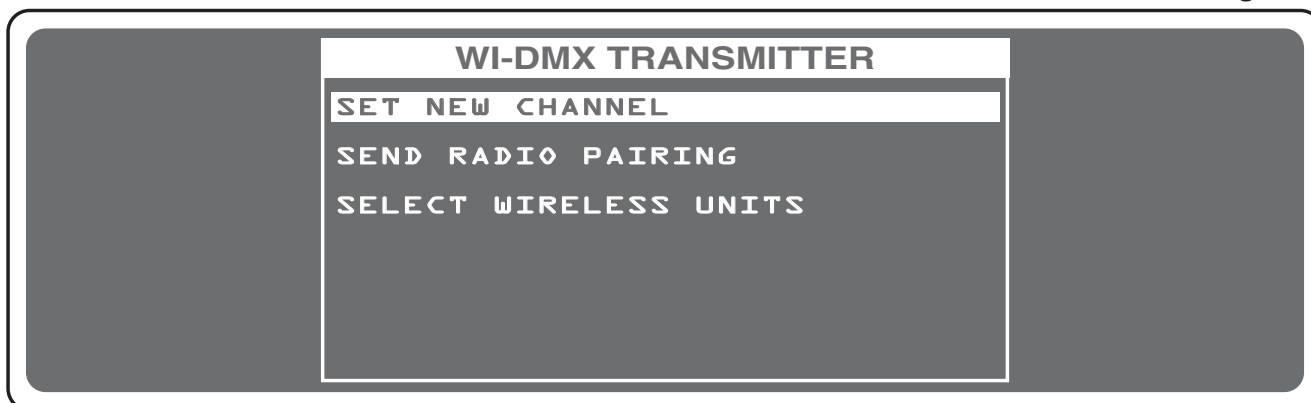 WI-DMX TRANSMITTER
SET NEW CHANNEL
SEND RADIO PAIRING
SELECT WIRELESS UNITS